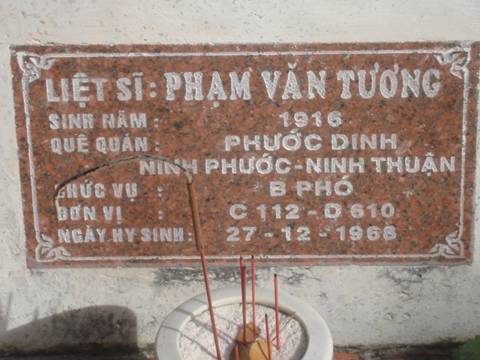 LIỆT SĨ: PHẠM VĂN TƯƠNG
SINH NĂM : 1916
QUÊ QUÁN : PHƯỚC DINH
NINH PHƯỚC-NINH THUẬN
CHỨC VỤ : B PHÓ
ĐƠN VỊ : C 112 - D 610
NGÀY HY SINH: 27 - 12 - 1968